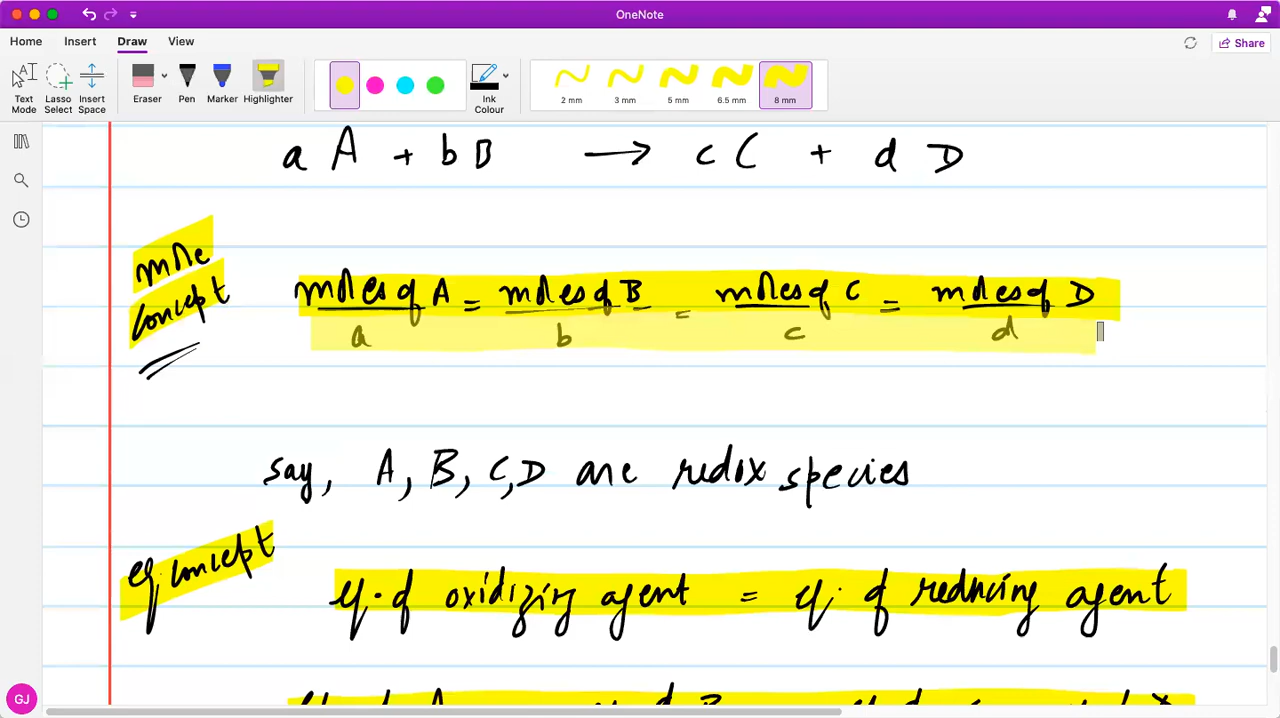 OneNote
Home Insert Draw View
Share
Text Mode Lasso Select Insert Space Eraser Pen Marker Highlighter Ink Colour 2 mm 3 mm 5 mm 6.5 mm 8 mm
a A + b B → c C + d D
mole concept
moles of A / a = moles of B / b = moles of C / c = moles of D / d
say, A, B, C, D are redox species
eq. concept
eq. of oxidizing agent = eq. of reducing agent
GJ